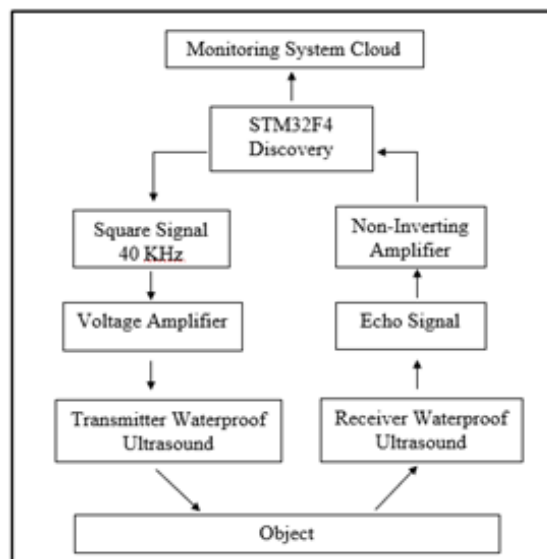 Monitoring System Cloud
STM32F4
Discovery
Square Signal
40 KHz
Non-Inverting
Amplifier
Voltage Amplifier
Echo Signal
Transmitter Waterproof
Ultrasound
Receiver Waterproof
Ultrasound
Object